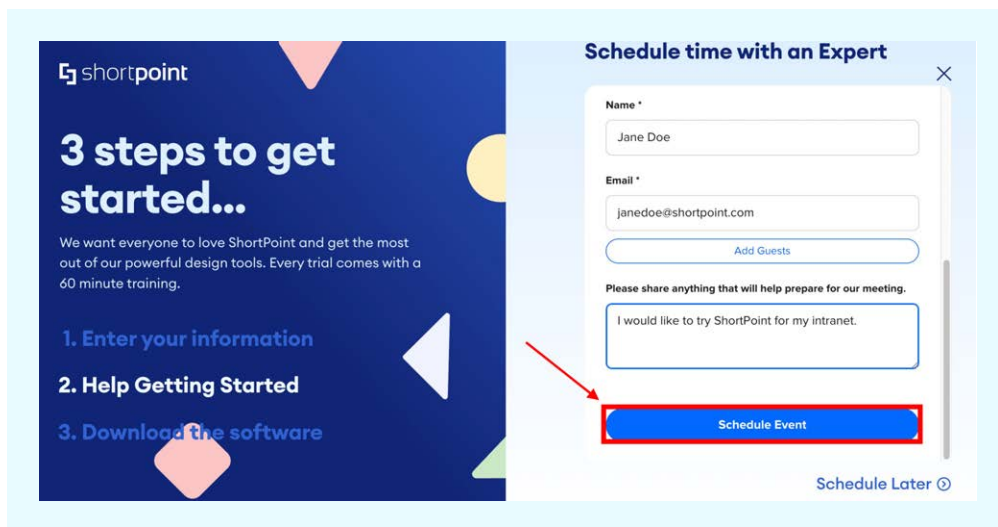 shortpoint
3 steps to get
started...
We want everyone to love ShortPoint and get the most
out of our powerful design tools. Every trial comes with a
60 minute training.
1. Enter your information
2. Help Getting Started
3. Download the software
Schedule time with an Expert
Name *
Jane Doe
Email *
janedoe@shortpoint.com
Add Guests
Please share anything that will help prepare for our meeting.
I would like to try ShortPoint for my intranet.
Schedule Event
Schedule Later